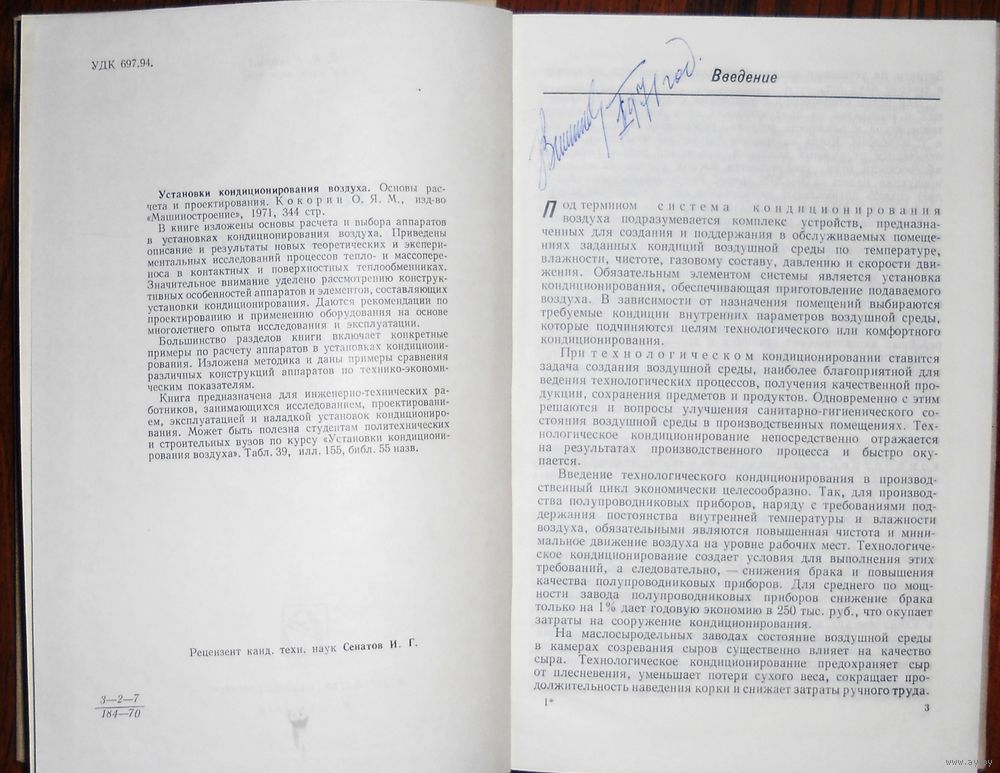 УДК 697.94.
Установки кондиционирования воздуха. Основы рас-
чета и проектирования. Кокорин О. Я. М., изд-во
«Машиностроение», 1971, 344 стр.
В книге изложены основы расчета и выбора аппаратов
в установках кондиционирования воздуха. Приведены
описание и результаты новых теоретических и экспери-
ментальных исследований процессов тепло- и массопере-
носа в контактных и поверхностных теплообменниках.
Значительное внимание уделено рассмотрению конструк-
тивных особенностей аппаратов и элементов, составляющих
установки кондиционирования. Даются рекомендации по
проектированию и применению оборудования на основе
многолетнего опыта исследования и эксплуатации.
Большинство разделов книги включает конкретные
примеры по расчету аппаратов в установках кондициони-
рования. Изложена методика и даны примеры сравнения
различных конструкций аппаратов по технико-экономи-
ческим показателям.
Книга предназначена для инженерно-технических ра-
ботников, занимающихся исследованием, проектировани-
ем, эксплуатацией и наладкой установок кондициониро-
вания. Может быть полезна студентам политехнических
и строительных вузов по курсу «Установки кондициони-
рования воздуха». Табл. 39, илл. 155, библ. 55 назв.
Рецензент канд. техн. наук Сенатов И. Г.
3—2—7
184—70
Введение
1971 год.
Под термином система кондиционирования
воздуха подразумевается комплекс устройств, предназна-
ченных для создания и поддержания в обслуживаемых помеще-
ниях заданных кондиций воздушной среды по температуре,
влажности, чистоте, газовому составу, давлению и скорости дви-
жения. Обязательным элементом системы является установка
кондиционирования, обеспечивающая приготовление подаваемого
воздуха. В зависимости от назначения помещений выбираются
требуемые кондиции внутренних параметров воздушной среды,
которые подчиняются целям технологического или комфортного
кондиционирования.
При технологическом кондиционировании ставится
задача создания воздушной среды, наиболее благоприятной для
ведения технологических процессов, получения качественной про-
дукции, сохранения предметов и продуктов. Одновременно с этим
решаются и вопросы улучшения санитарно-гигиенического со-
стояния воздушной среды в производственных помещениях. Тех-
нологическое кондиционирование непосредственно отражается
на результатах производственного процесса и быстро оку-
пается.
Введение технологического кондиционирования в производ-
ственный цикл экономически целесообразно. Так, для производ-
ства полупроводниковых приборов, наряду с требованиями под-
держания постоянства внутренней температуры и влажности
воздуха, обязательными являются повышенная чистота и мини-
мальное движение воздуха на уровне рабочих мест. Технологиче-
ское кондиционирование создает условия для выполнения этих
требований, а следовательно, — снижения брака и повышения
качества полупроводниковых приборов. Для среднего по мощ-
ности завода полупроводниковых приборов снижение брака
только на 1% дает годовую экономию в 250 тыс. руб., что окупает
затраты на сооружение кондиционирования.
На маслосыродельных заводах состояние воздушной среды
в камерах созревания сыров существенно влияет на качество
сыра. Технологическое кондиционирование предохраняет сыр
от плесневения, уменьшает потери сухого веса, сокращает про-
должительность наведения корки и снижает затраты ручного труда.
1*
3
www.ay.by